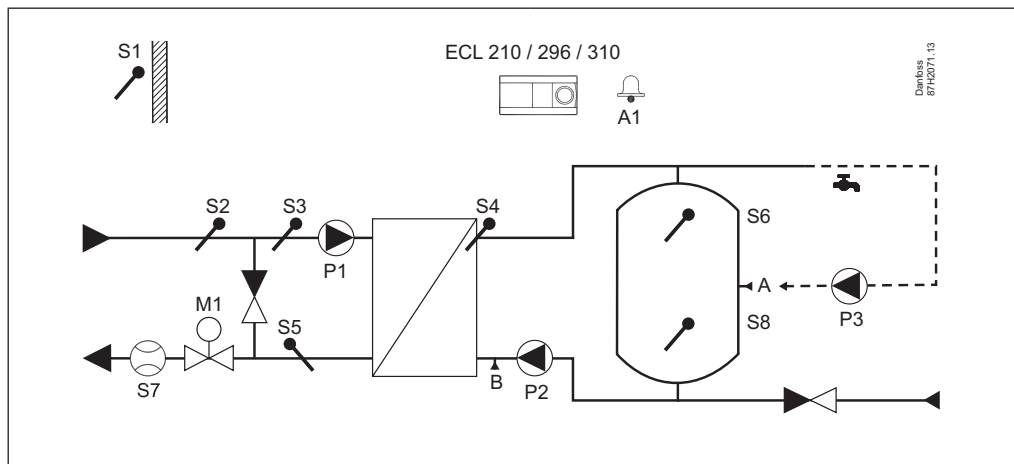 S1
ECL 210 / 296 / 310
A1
Danfoss
87H2071.13
S2
S3
P1
S4
S6
A
P3
S8
M1
S5
S7
B
P2